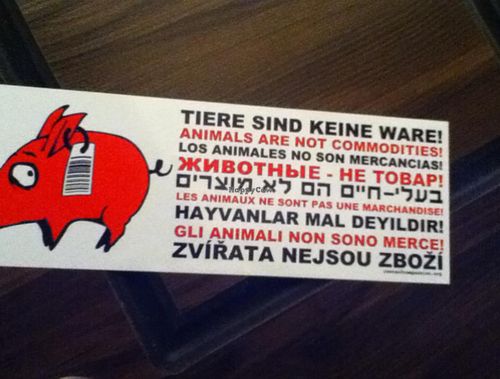 TIERE SIND KEINE WARE!
ANIMALS ARE NOT COMMODITIES!
LOS ANIMALES NO SON MERCANCIAS!
ЖИВОТНЫЕ - НЕ ТОВАР!
בעלי-חיים הם לא מוצרים
LES ANIMAUX NE SONT PAS UNE MARCHANDISE!
HAYVANLAR MAL DEYILDIR!
GLI ANIMALI NON SONO MERCE!
ZVÍŘATA NEJSOU ZBOŽÍ